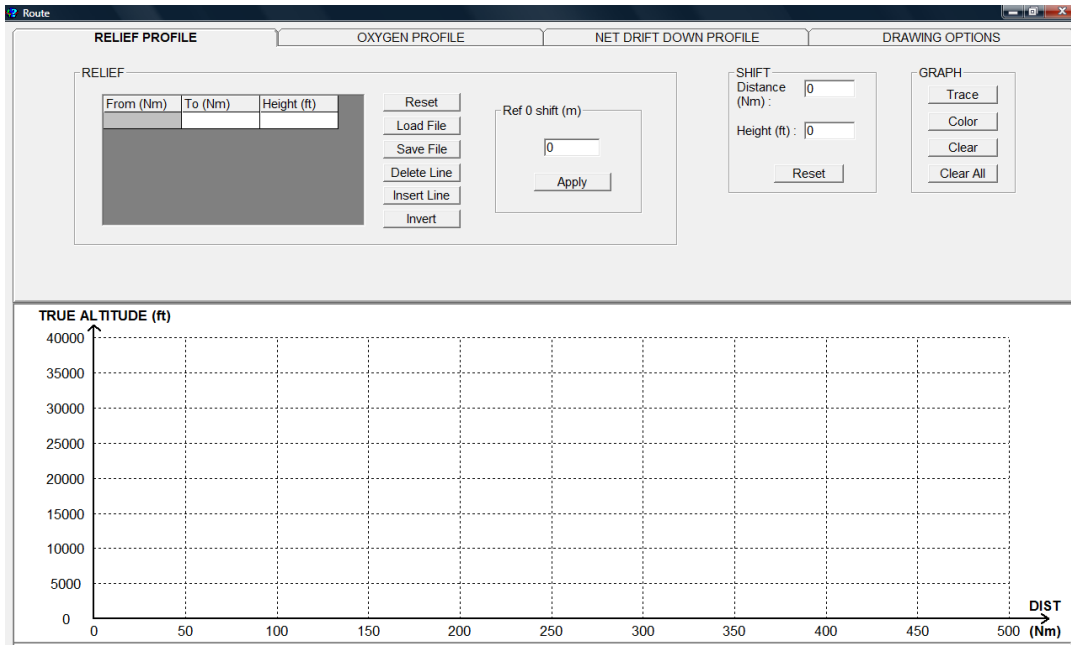 Route
RELIEF PROFILE
OXYGEN PROFILE
NET DRIFT DOWN PROFILE
DRAWING OPTIONS
RELIEF
From (Nm) To (Nm) Height (ft)
Reset
Load File
Save File
Delete Line
Insert Line
Invert
Ref 0 shift (m)
0
Apply
SHIFT
Distance
(Nm) :
0
Height (ft) : 0
Reset
GRAPH
Trace
Color
Clear
Clear All
TRUE ALTITUDE (ft)
40000
35000
30000
25000
20000
15000
10000
5000
0
0 50 100 150 200 250 300 350 400 450 500
DIST
(Nm)